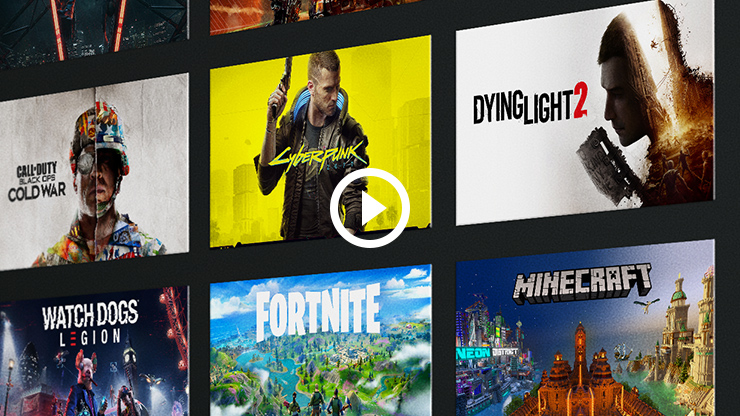 CALL OF DUTY
BLACK OPS
COLD WAR
CYBERPUNK
DYING LIGHT 2
WATCH DOGS
LEGION
FORTNITE
MINECRAFT
NEON DISTRICT